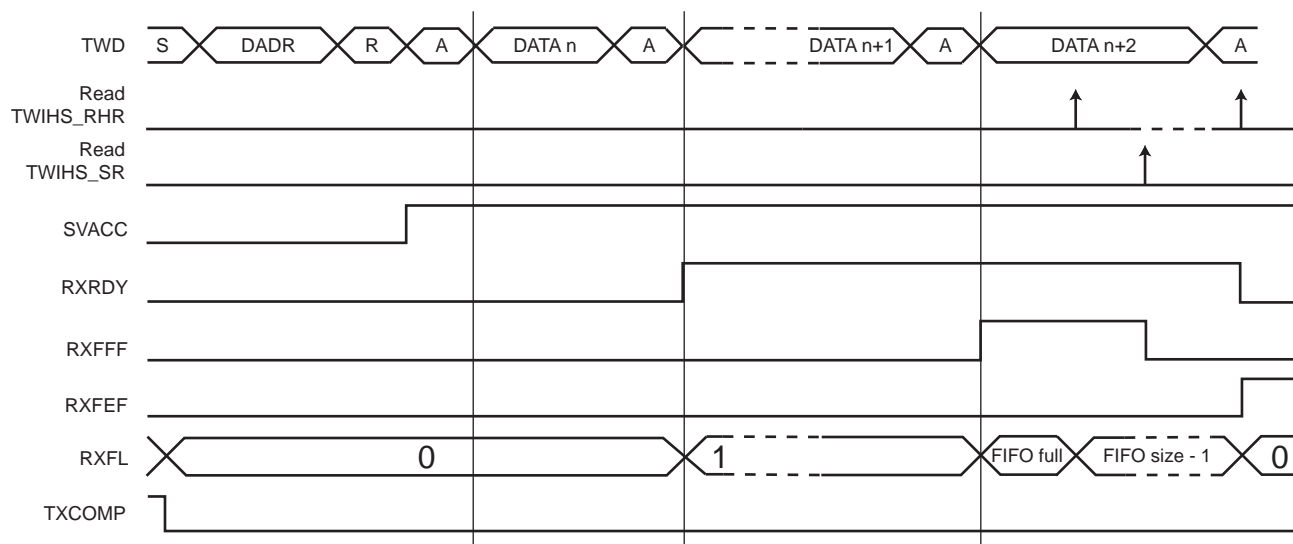 TWD S DADR R A DATA n A DATA n+1 A DATA n+2 A
Read
TWIHS_RHR
Read
TWIHS_SR
SVACC
RXRDY
RXFFF
RXFEF
RXFL 0 1 FIFO full FIFO size - 1 0
TXCOMP